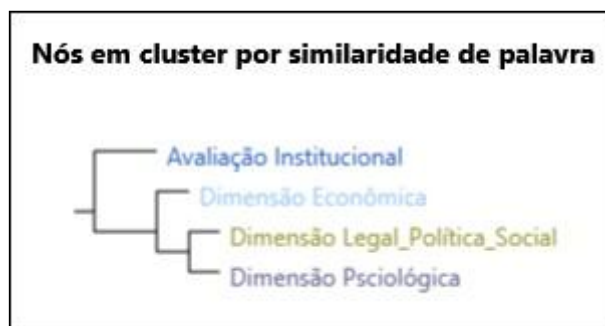 Nós em cluster por similaridade de palavra
Avaliação Institucional
Dimensão Econômica
Dimensão Legal_Política_Social
Dimensão Psciológica